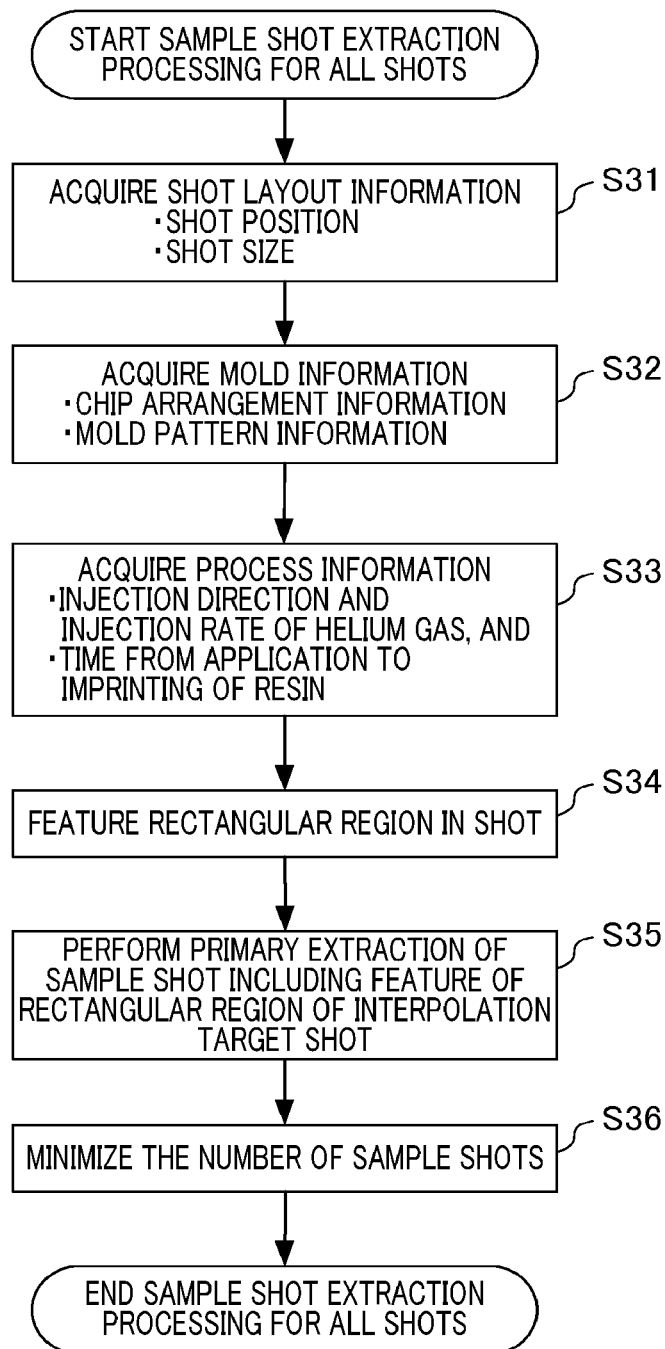 START SAMPLE SHOT EXTRACTION
PROCESSING FOR ALL SHOTS
S31
ACQUIRE SHOT LAYOUT INFORMATION
・SHOT POSITION
・SHOT SIZE
S32
ACQUIRE MOLD INFORMATION
・CHIP ARRANGEMENT INFORMATION
・MOLD PATTERN INFORMATION
S33
ACQUIRE PROCESS INFORMATION
・INJECTION DIRECTION AND
INJECTION RATE OF HELIUM GAS, AND
・TIME FROM APPLICATION TO
IMPRINTING OF RESIN
S34
FEATURE RECTANGULAR REGION IN SHOT
S35
PERFORM PRIMARY EXTRACTION OF
SAMPLE SHOT INCLUDING FEATURE OF
RECTANGULAR REGION OF INTERPOLATION
TARGET SHOT
S36
MINIMIZE THE NUMBER OF SAMPLE SHOTS
END SAMPLE SHOT EXTRACTION
PROCESSING FOR ALL SHOTS